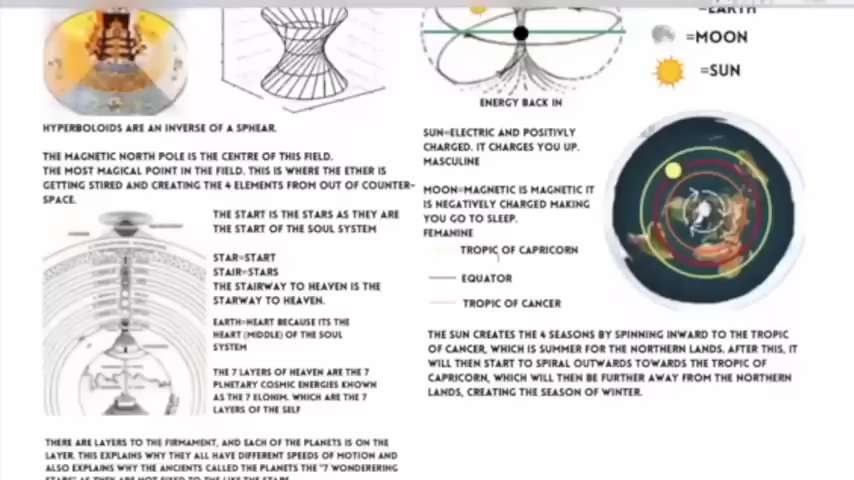 =EARTH
=MOON
=SUN
ENERGY BACK IN
HYPERBOLOIDS ARE AN INVERSE OF A SPHEAR.
THE MAGNETIC NORTH POLE IS THE CENTRE OF THIS FIELD.
THE MOST MAGICAL POINT IN THE FIELD. THIS IS WHERE THE ETHER IS
GETTING STIRED AND CREATING THE 4 ELEMENTS FROM OUT OF COUNTER-
SPACE.
THE START IS THE STARS AS THEY ARE
THE START OF THE SOUL SYSTEM
STAR=START
STAIR=STARS
THE STAIRWAY TO HEAVEN IS THE
STARWAY TO HEAVEN.
EARTH=HEART BECAUSE ITS THE
HEART (MIDDLE) OF THE SOUL
SYSTEM
THE 7 LAYERS OF HEAVEN ARE THE 7
PLNETARY COSMIC ENERGIES KNOWN
AS THE 7 ELOHIM. WHICH ARE THE 7
LAYERS OF THE SELF
THERE ARE LAYERS TO THE FIRMAMENT, AND EACH OF THE PLANETS IS ON THE
LAYER. THIS EXPLAINS WHY THEY ALL HAVE DIFFERENT SPEEDS OF MOTION AND
ALSO EXPLAINS WHY THE ANCIENTS CALLED THE PLANETS THE "7 WONDERERING
STARS" AS THEY ARE NOT FIXED TO THE LIKE THE STARS
SUN=ELECTRIC AND POSITIVLY
CHARGED. IT CHARGES YOU UP.
MASCULINE
MOON=MAGNETIC IS MAGNETIC IT
IS NEGATIVELY CHARGED MAKING
YOU GO TO SLEEP.
FEMANINE
TROPIC OF CAPRICORN
EQUATOR
TROPIC OF CANCER
THE SUN CREATES THE 4 SEASONS BY SPINNING INWARD TO THE TROPIC
OF CANCER, WHICH IS SUMMER FOR THE NORTHERN LANDS. AFTER THIS, IT
WILL THEN START TO SPIRAL OUTWARDS TOWARDS THE TROPIC OF
CAPRICORN, WHICH WILL THEN BE FURTHER AWAY FROM THE NORTHERN
LANDS, CREATING THE SEASON OF WINTER.